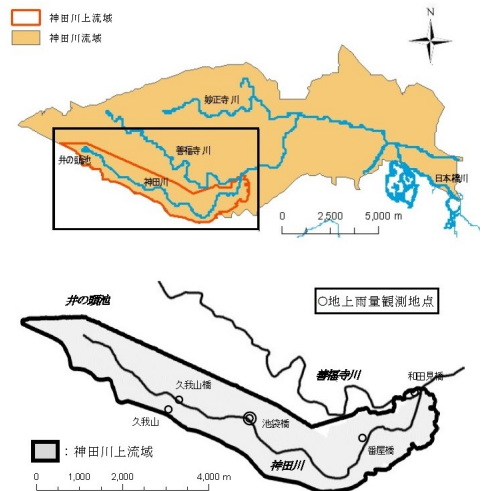 神田川上流域
神田川流域
N
妙正寺川
善福寺川
井の頭池
神田川
日本橋川
0 2,500 5,000 m
井の頭池
○地上雨量観測地点
善福寺川
和田見橋
久我山橋
久我山
池袋橋
番屋橋
神田川
：神田川上流域
0 1,000 2,000 4,000 m